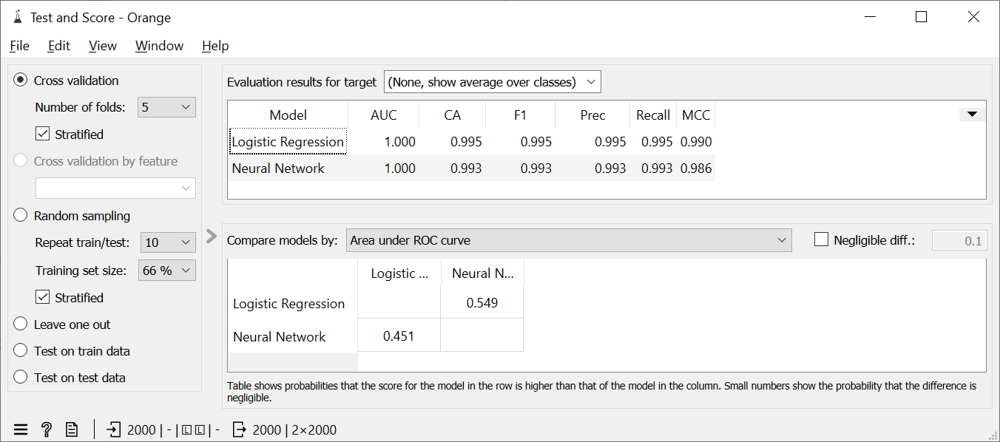 Test and Score - Orange
File Edit View Window Help
Cross validation
Number of folds: 5
Stratified
Cross validation by feature
Random sampling
Repeat train/test: 10
Training set size: 66 %
Stratified
Leave one out
Test on train data
Test on test data
Evaluation results for target (None, show average over classes)
Model AUC CA F1 Prec Recall MCC
Logistic Regression 1.000 0.995 0.995 0.995 0.995 0.990
Neural Network 1.000 0.993 0.993 0.993 0.993 0.986
Compare models by: Area under ROC curve Negligible diff.: 0.1
Logistic ... Neural N...
Logistic Regression 0.549
Neural Network 0.451
Table shows probabilities that the score for the model in the row is higher than that of the model in the column. Small numbers show the probability that the difference is
negligible.
? 2000 | - | L L | - 2000 | 2×2000